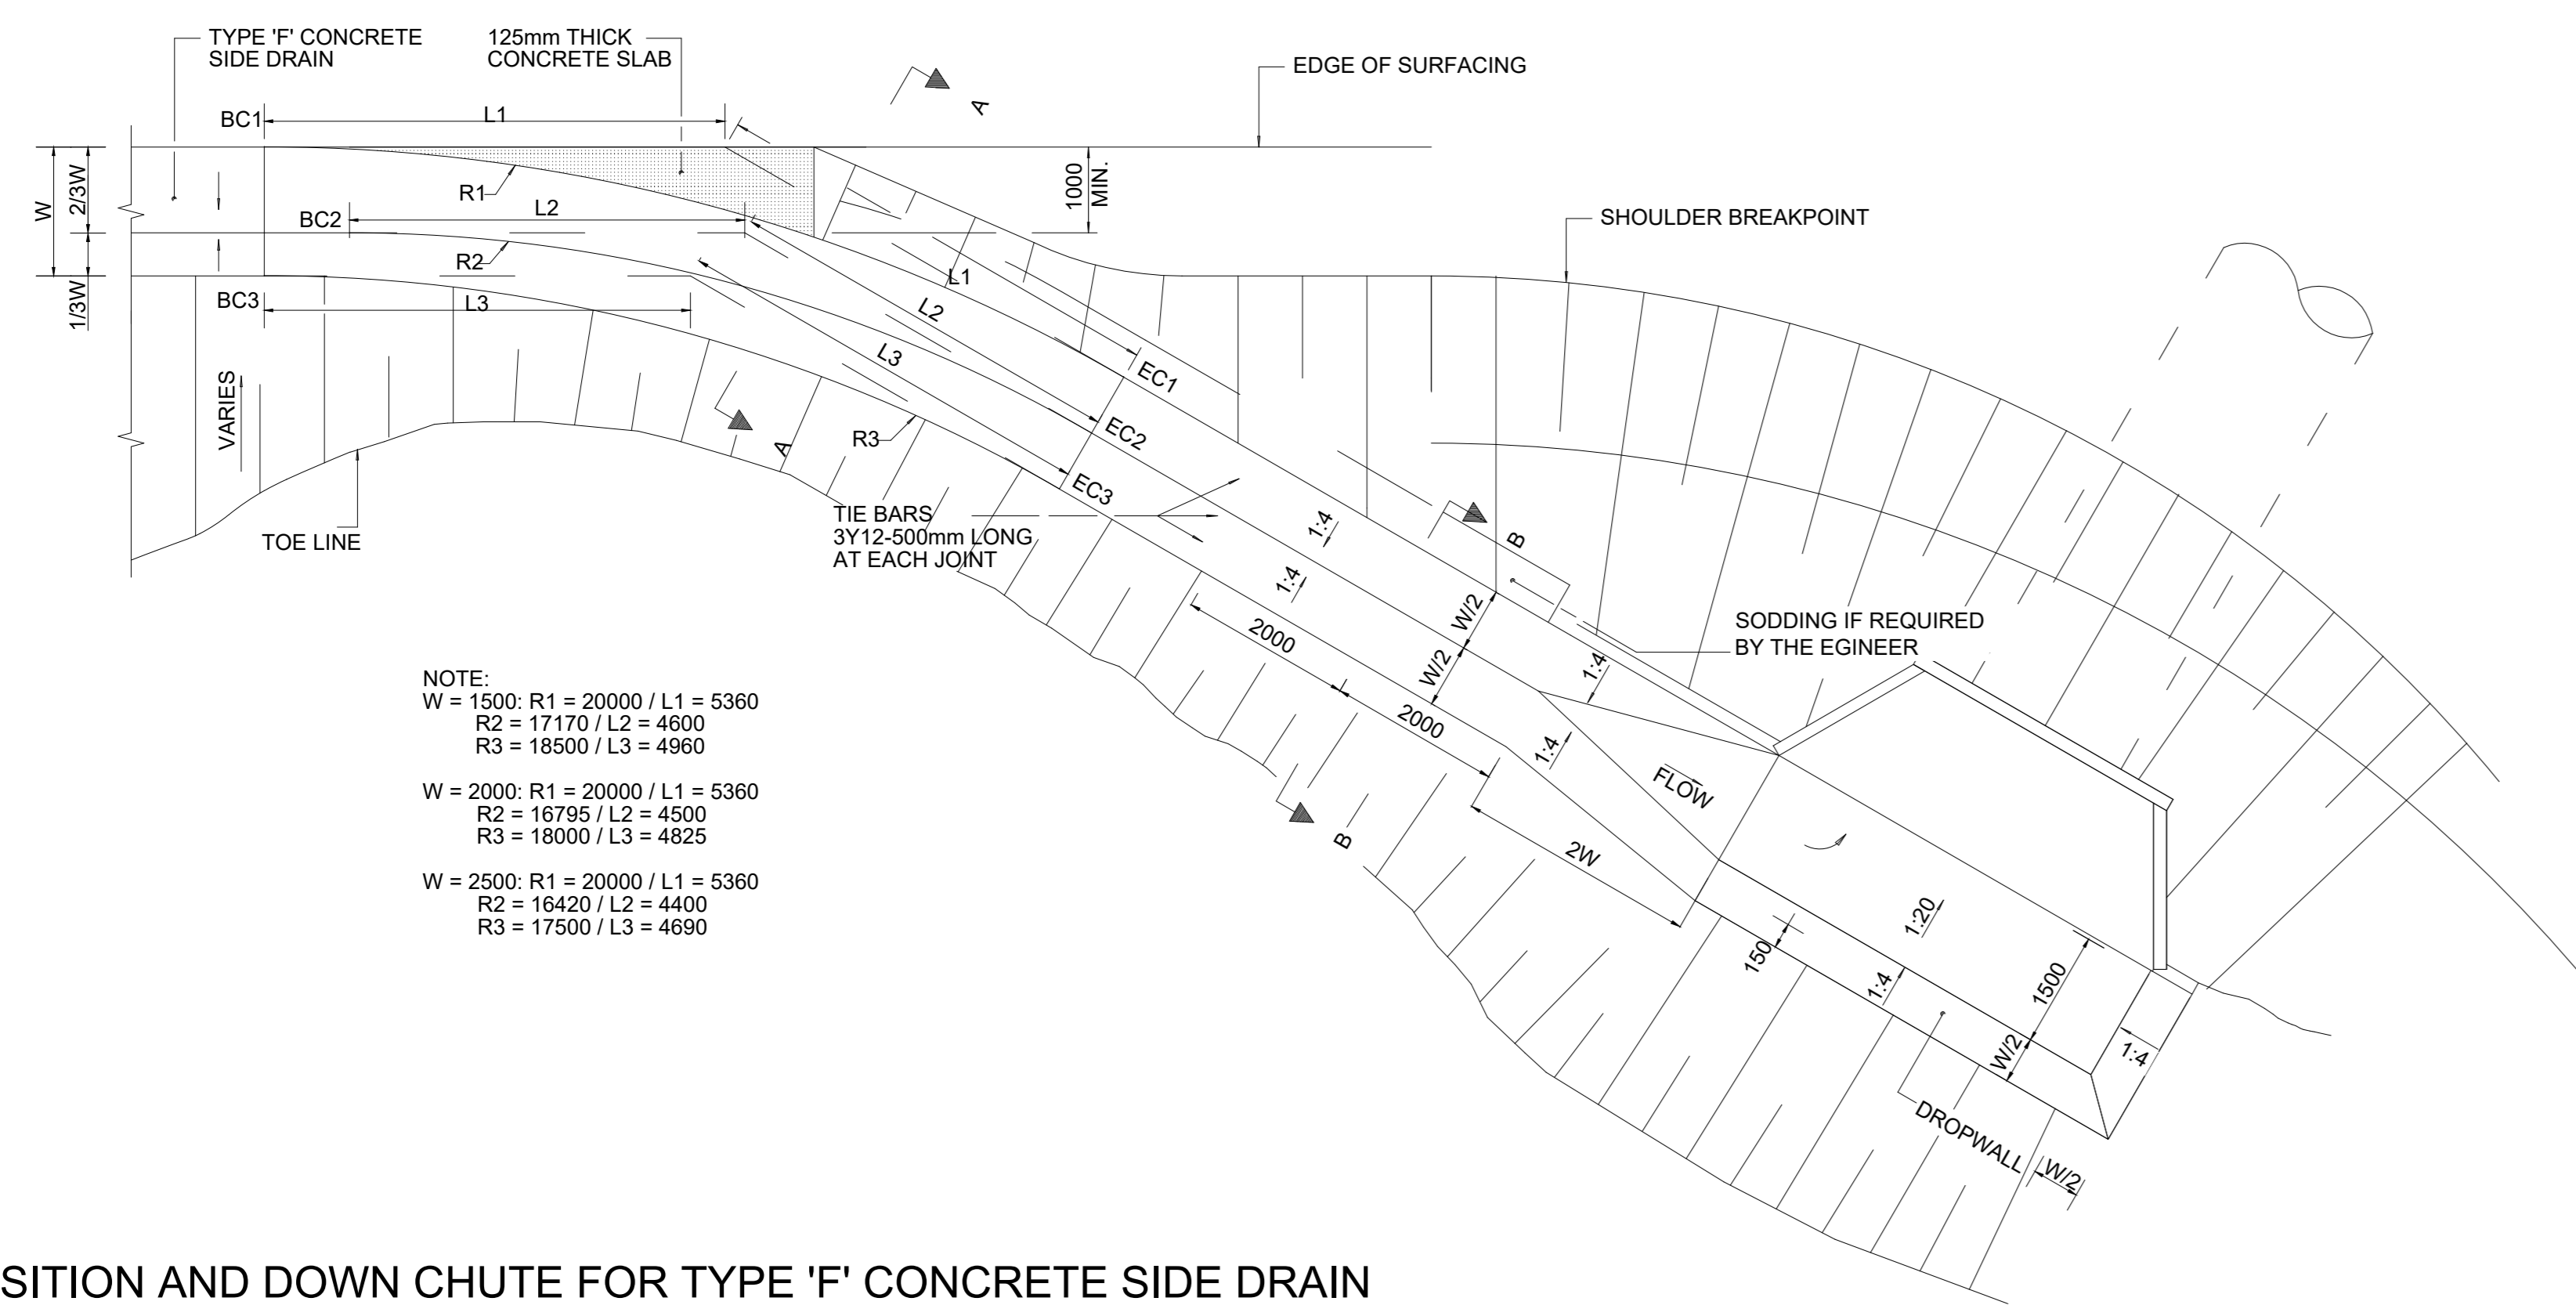 TYPE 'F' CONCRETE
SIDE DRAIN
125mm THICK
CONCRETE SLAB
EDGE OF SURFACING
A
BC1
L1
W
2/3W
R1
1000
MIN.
BC2
L2
SHOULDER BREAKPOINT
R2
L1
1/3W
BC3
L3
L2
L3
EC1
VARIES
A
R3
EC2
EC3
TOE LINE
TIE BARS
3Y12-500mm LONG
AT EACH JOINT
1:4
B
1:4
W/2
2000
W/2
1:4
SODDING IF REQUIRED
BY THE EGINEER
NOTE:
W = 1500: R1 = 20000 / L1 = 5360
R2 = 17170 / L2 = 4600
R3 = 18500 / L3 = 4960
W = 2000: R1 = 20000 / L1 = 5360
R2 = 16795 / L2 = 4500
R3 = 18000 / L3 = 4825
W = 2500: R1 = 20000 / L1 = 5360
R2 = 16420 / L2 = 4400
R3 = 17500 / L3 = 4690
2000
1:4
FLOW
B
2W
1:20
150
1:4
1500
W/2
1:4
DROPWALL
W/2
SITION AND DOWN CHUTE FOR TYPE 'F' CONCRETE SIDE DRAIN